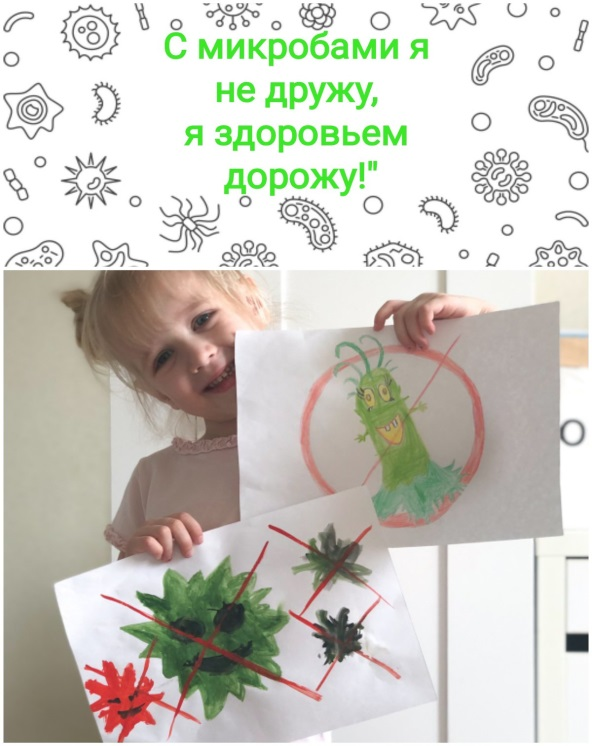 С микробами я
не дружу,
я здоровьем
дорожу!"